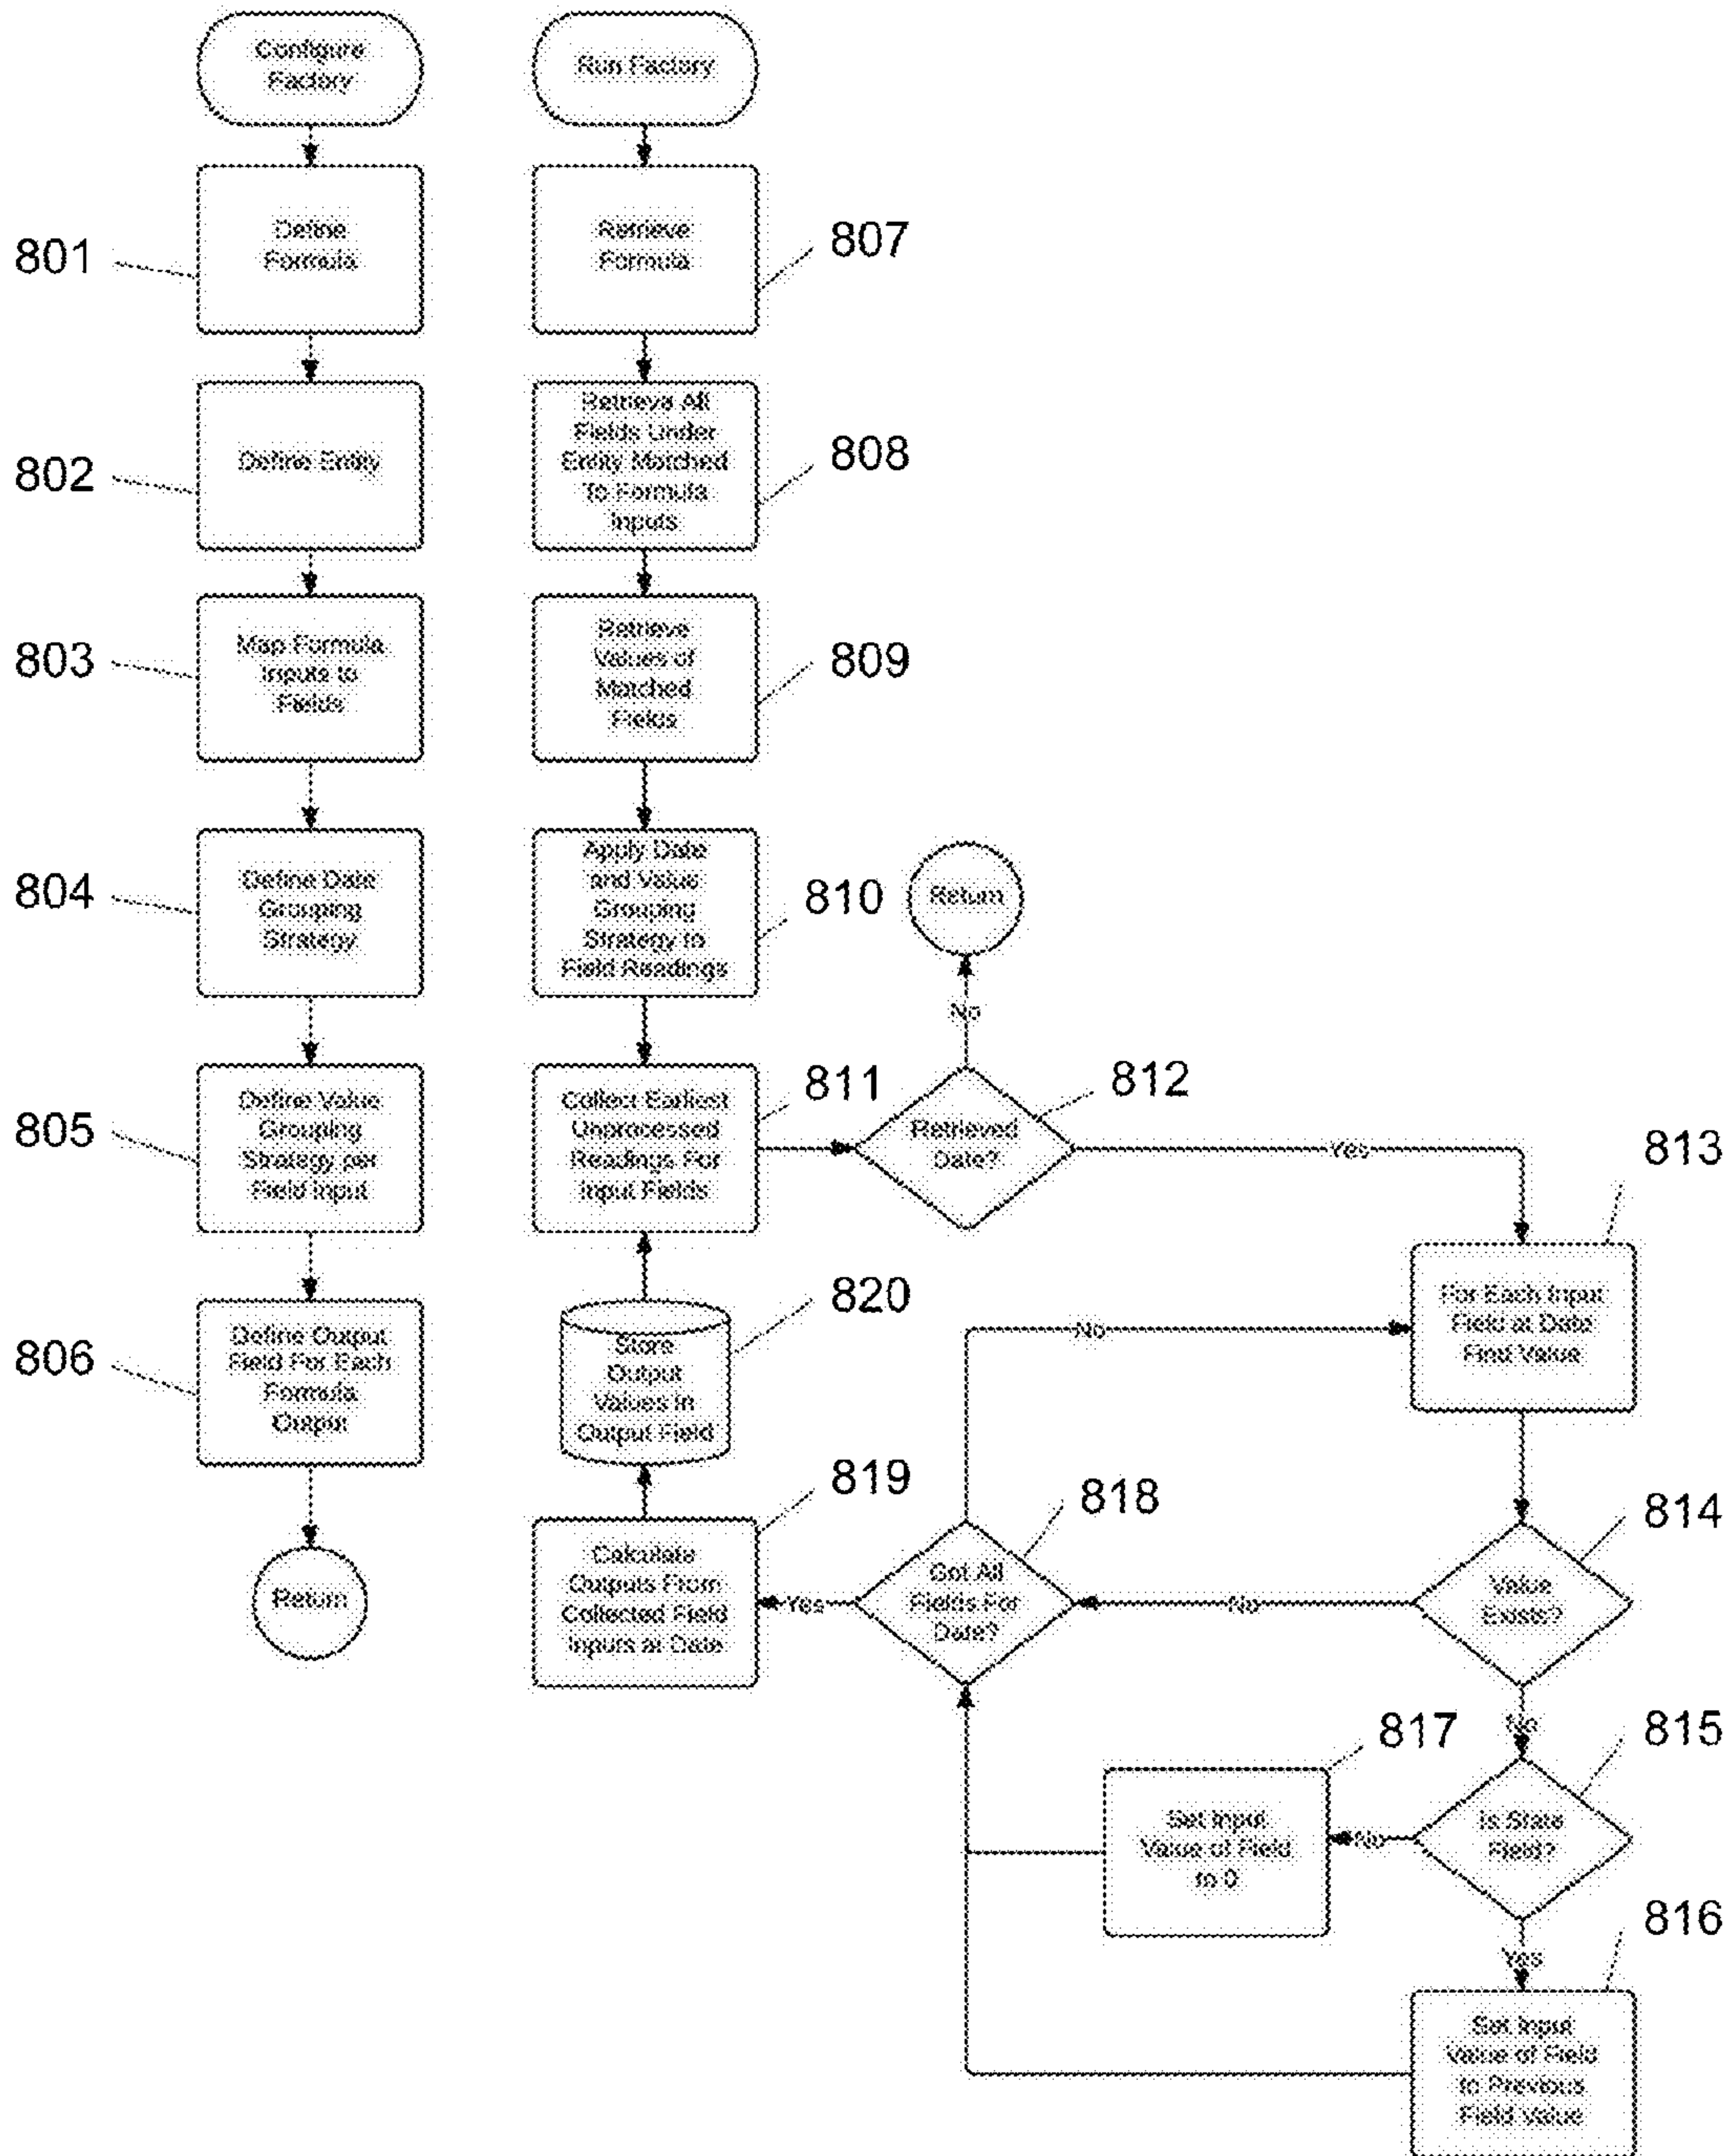 Configure
Factory
Run Factory
801
Define
Formula
Retrieve
Formula
807
802
Define Entity
Retrieve All
Fields Under
Entity Matched
To Formula
Inputs
808
803
Map Formula
Inputs to
Fields
Retrieve
Values of
Matched
Fields
809
804
Define Date
Grouping
Strategy
Apply Date
and Value
Grouping
Strategy to
Field Readings
810
Return
No
805
Define Value
Grouping
Strategy per
Field Input
Collect Earliest
Unprocessed
Readings For
Input Fields
811
Retrieved
Date?
812
Yes
813
For Each Input
Field at Date
Find Value
No
806
Define Output
Field For Each
Formula
Output
Store
Output
Values In
Output Field
820
Return
Calculate
Outputs From
Collected Field
Inputs at Date
819
Yes
Got All
Fields For
Date?
818
No
Value
Exists?
814
No
Is State
Field?
815
No
Set Input
Value of Field
to 0
817
Yes
816
Set Input
Value of Field
to Previous
Field Value